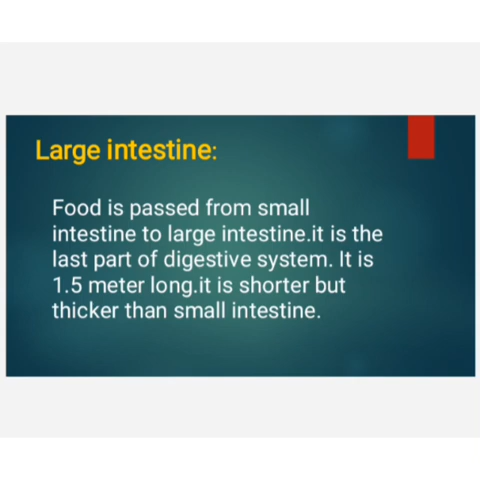 Large intestine:
Food is passed from small
intestine to large intestine.it is the
last part of digestive system. It is
1.5 meter long.it is shorter but
thicker than small intestine.